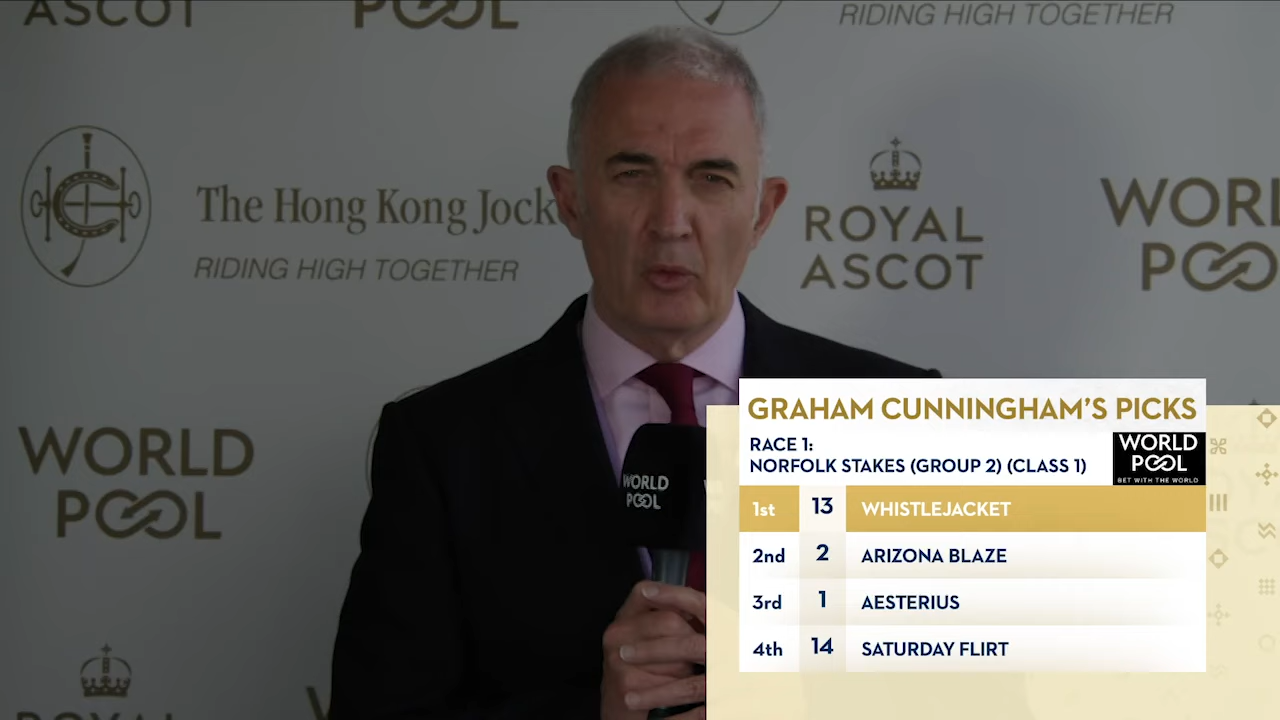 ASCOT
POOL
RIDING HIGH TOGETHER
The Hong Kong Jock
RIDING HIGH TOGETHER
ROYAL
ASCOT
WORL
POOL
WORLD
POOL
WORLD
POOL
ROYAL
GRAHAM CUNNINGHAM'S PICKS
RACE 1:
NORFOLK STAKES (GROUP 2) (CLASS 1)
WORLD
POOL
BET WITH THE WORLD
1st 13 WHISTLEJACKET
2nd 2 ARIZONA BLAZE
3rd 1 AESTERIUS
4th 14 SATURDAY FLIRT